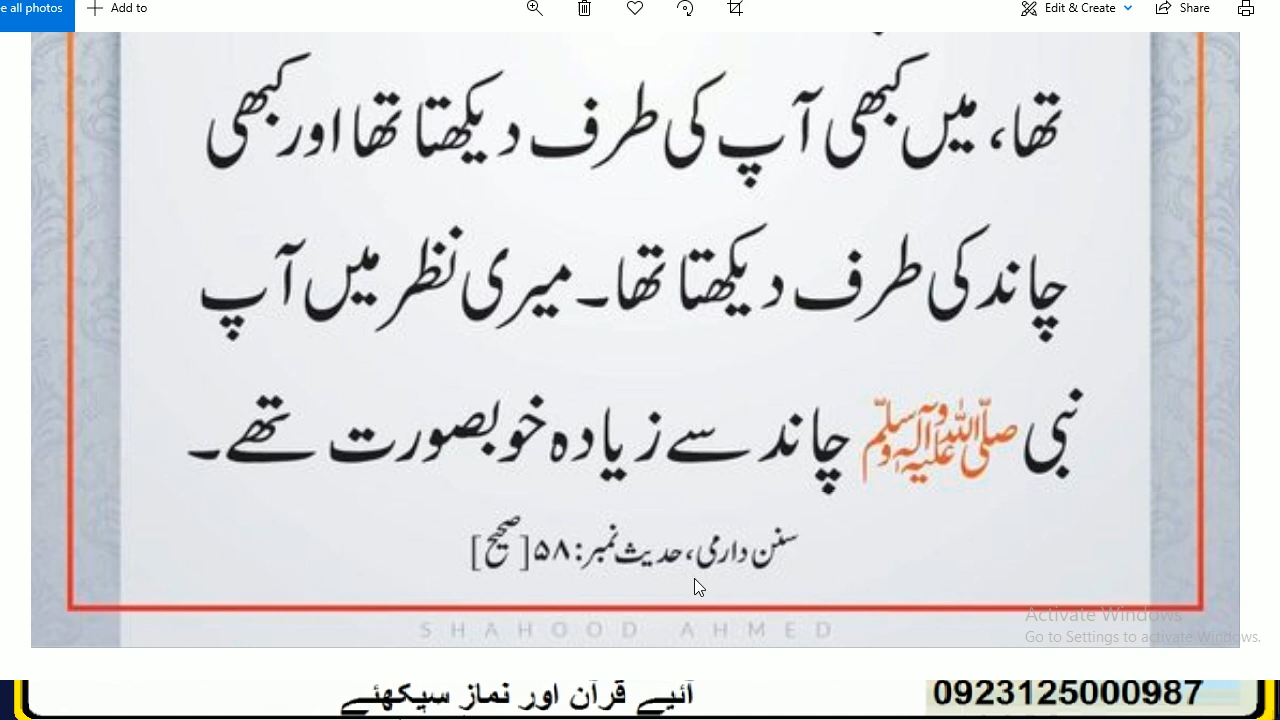 e all photos
Add to
Edit & Create
Share
تھا، میں کبھی آپ کی طرف دیکھتا تھا اور کبھی
چاند کی طرف دیکھتا تھا۔ میری نظر میں آپ
نبی صلی اللہ علیہ وآلہ وسلم چاند سے زیادہ خوبصورت تھے۔
سنن دارمی، حدیث نمبر: ۵۸ [صحیح]
SHAHOOD AHMED
Activate Windows
Go to Settings to activate Windows.
آئیے قرآن اور نماز سیکھئے
0923125000987